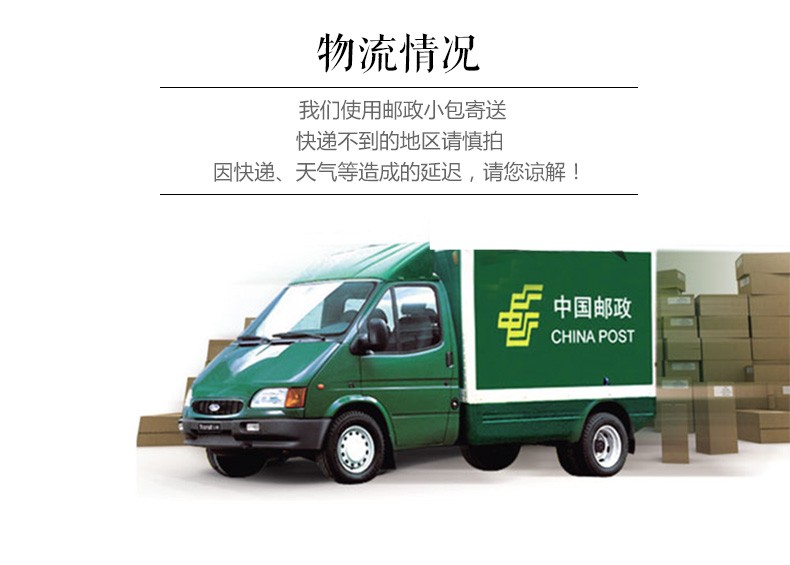 物流情况
我们使用邮政小包寄送
快递不到的地区请慎拍
因快递、天气等造成的延迟，请您谅解！
中国邮政
CHINA POST